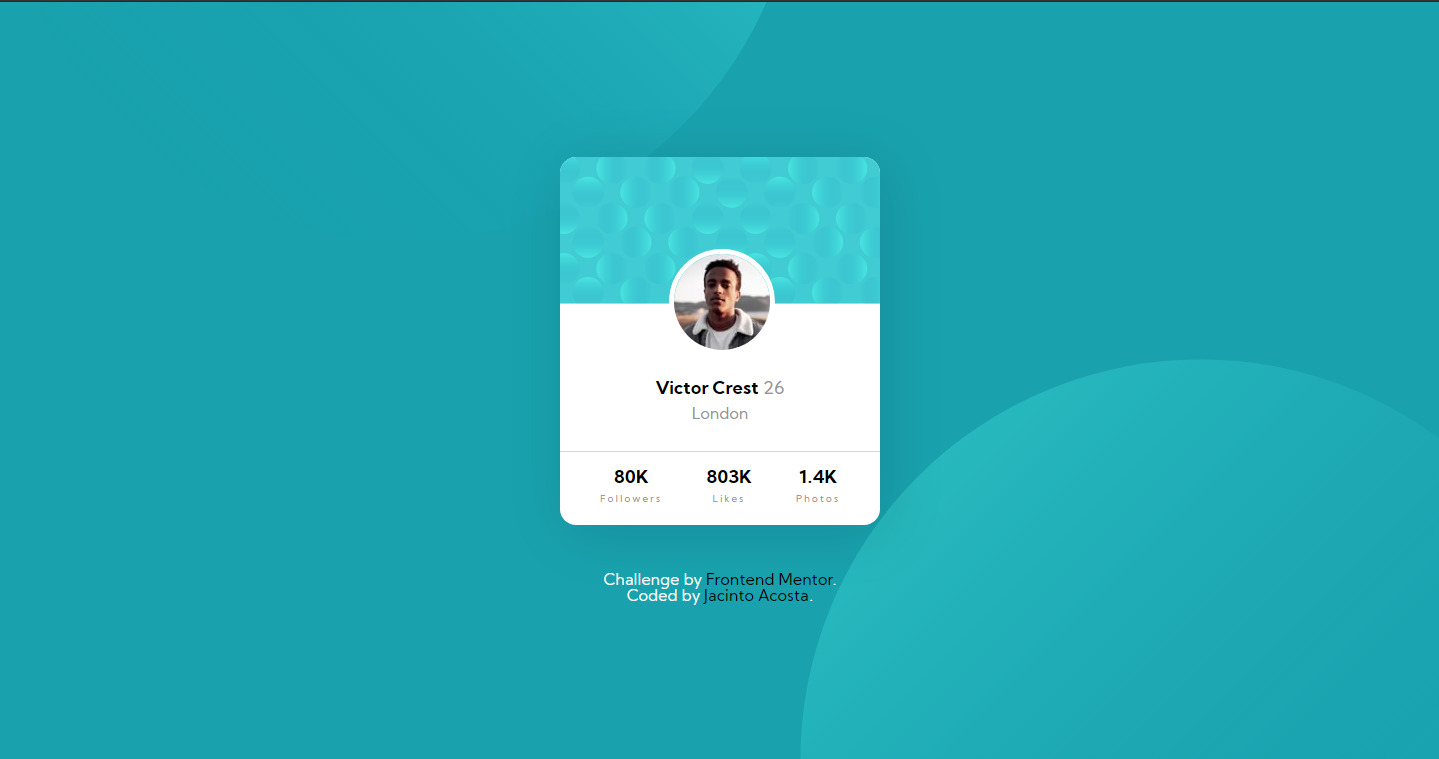 Victor Crest 26
London
80K 803K 1.4K
Followers Likes Photos
Challenge by Frontend Mentor.
Coded by Jacinto Acosta.